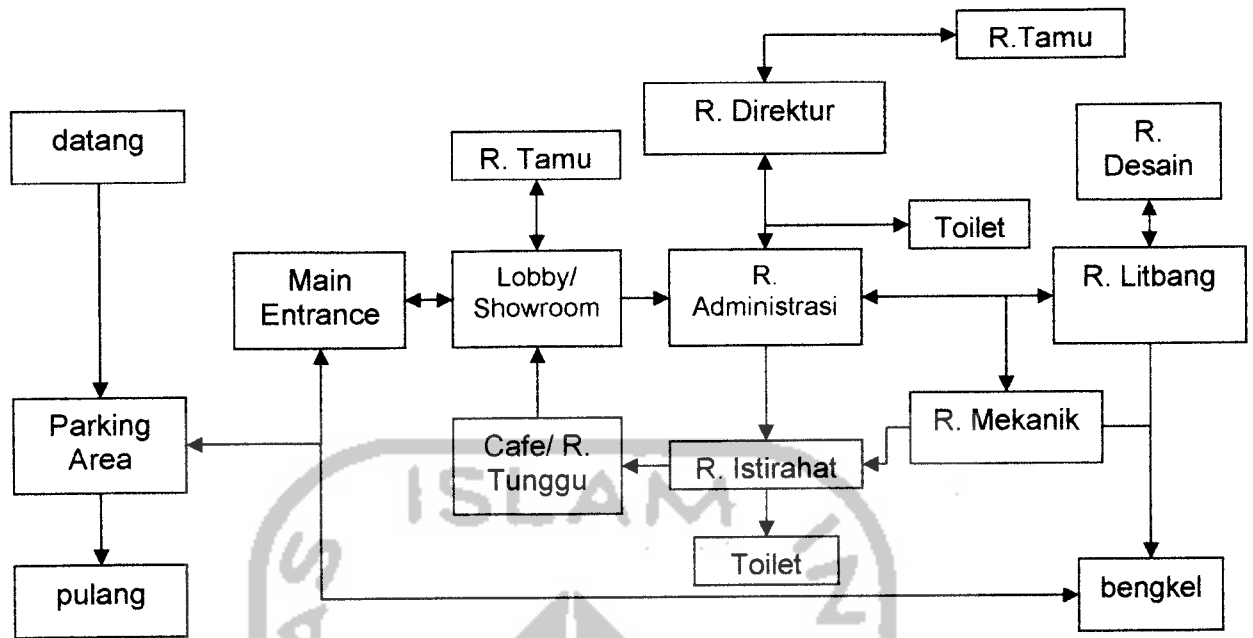 R.Tamu
R. Direktur
datang
R. Tamu
R.
Desain
Toilet
Main
Entrance
Lobby/
Showroom
R.
Administrasi
R. Litbang
Parking
Area
Cafe/ R.
Tunggu
R. Istirahat
R. Mekanik
ISLAM
Toilet
pulang
bengkel